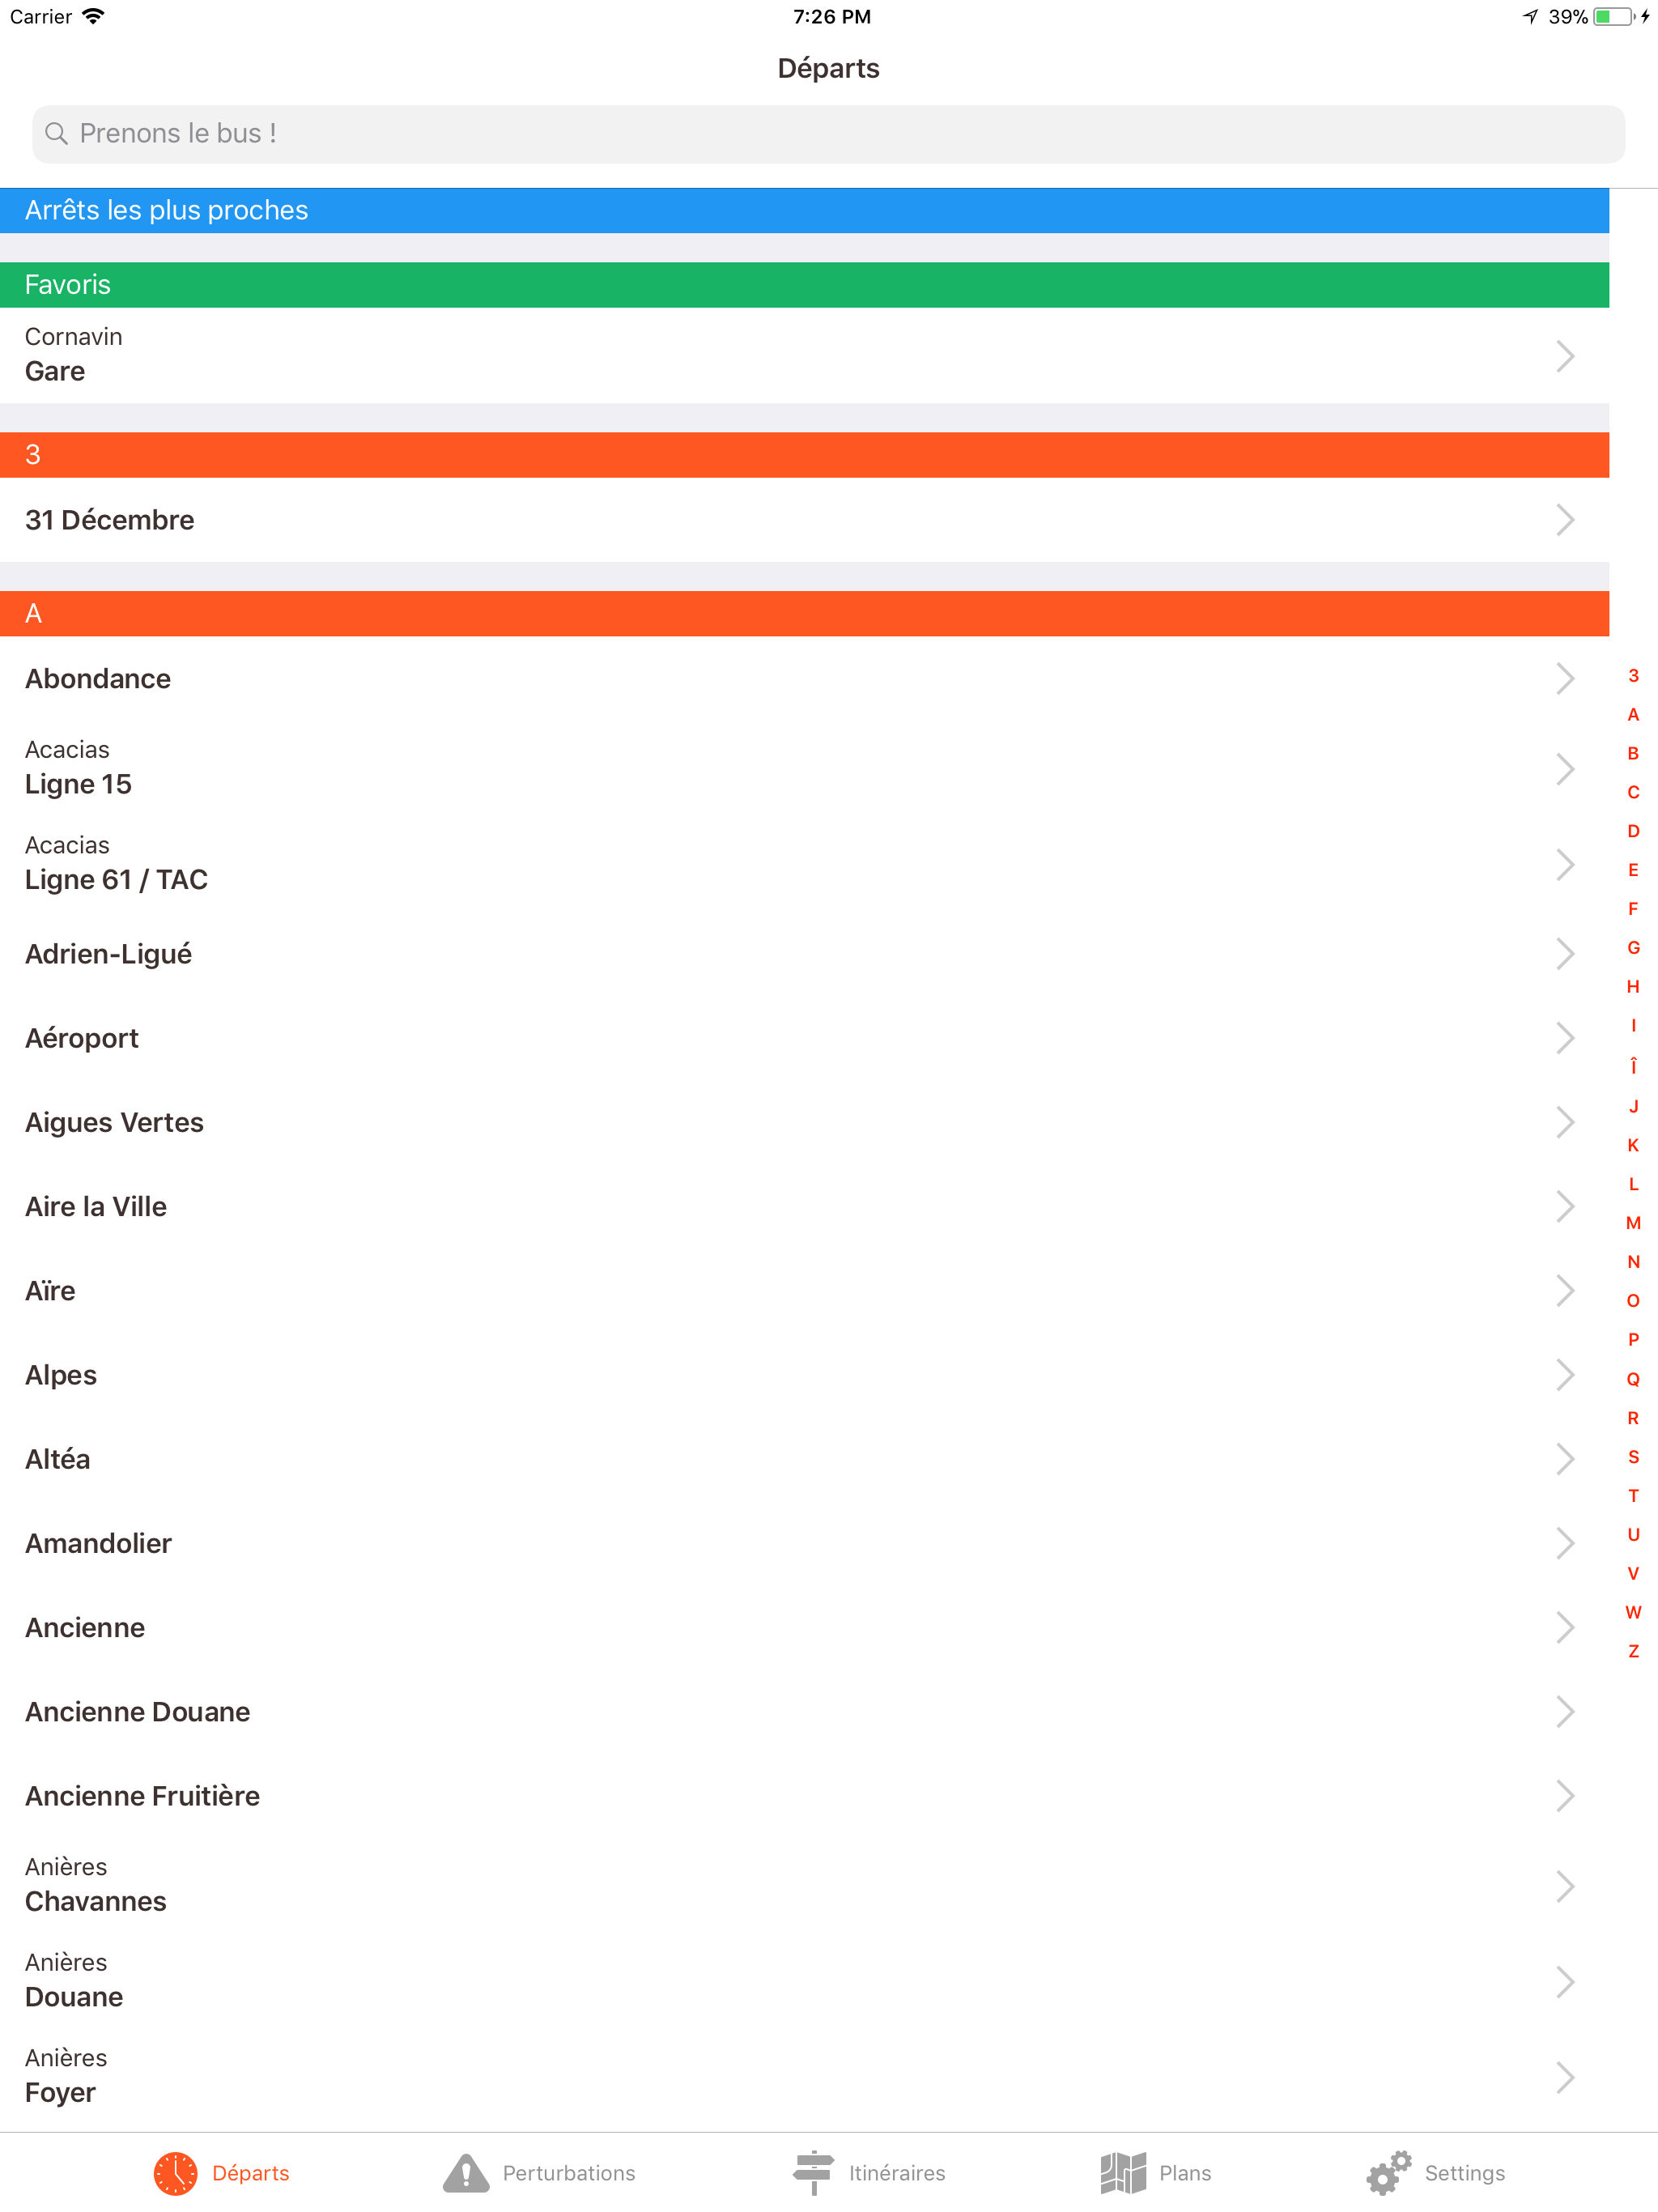 Carrier
7:26 PM
39%
Départs
Prenons le bus !
Arrêts les plus proches
Favoris
Cornavin
Gare
3
31 Décembre
A
Abondance
Acacias
Ligne 15
Acacias
Ligne 61 / TAC
Adrien-Ligué
Aéroport
Aigues Vertes
Aire la Ville
Aïre
Alpes
Altéa
Amandolier
Ancienne
Ancienne Douane
Ancienne Fruitière
Anières
Chavannes
Anières
Douane
Anières
Foyer
3
A
B
C
D
E
F
G
H
I
Î
J
K
L
M
N
O
P
Q
R
S
T
U
V
W
Z
Départs
Perturbations
Itinéraires
Plans
Settings